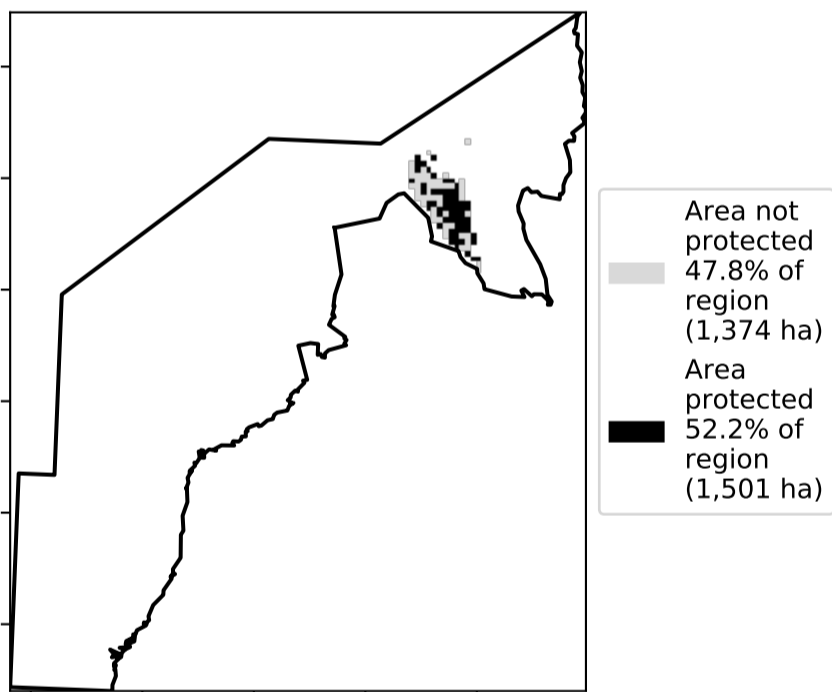 Area not
protected
47.8% of
region
(1,374 ha)
Area
protected
52.2% of
region
(1,501 ha)